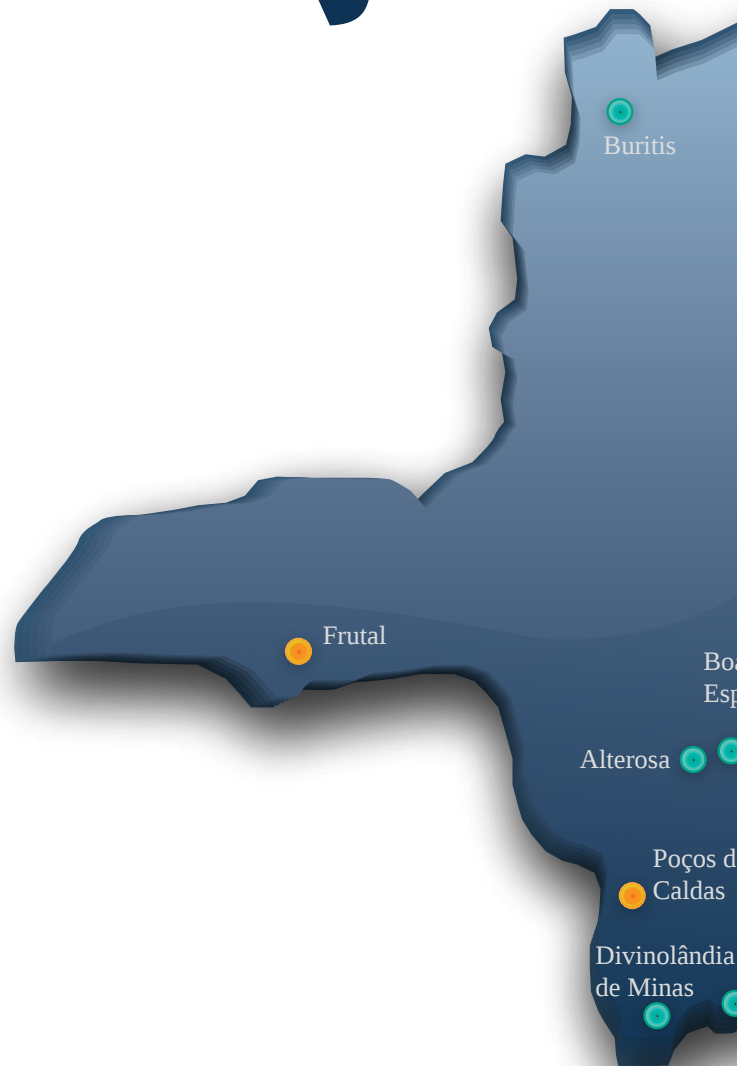 Buritis
Frutal
Alterosa
Poços
Caldas
Divinolândia
de Minas